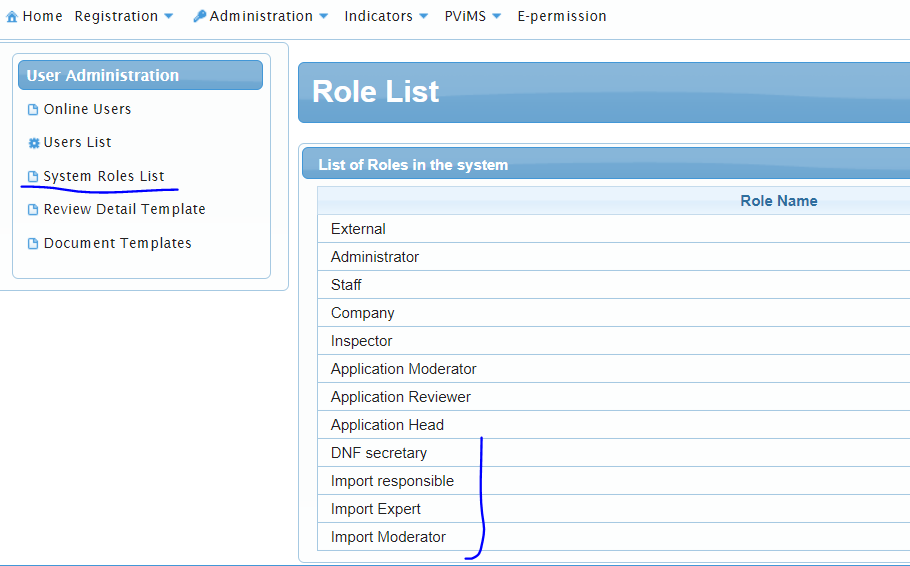 Home Registration Administration Indicators PViMS E-permission
User Administration
Online Users
Users List
System Roles List
Review Detail Template
Document Templates
Role List
List of Roles in the system
Role Name
External
Administrator
Staff
Company
Inspector
Application Moderator
Application Reviewer
Application Head
DNF secretary
Import responsible
Import Expert
Import Moderator